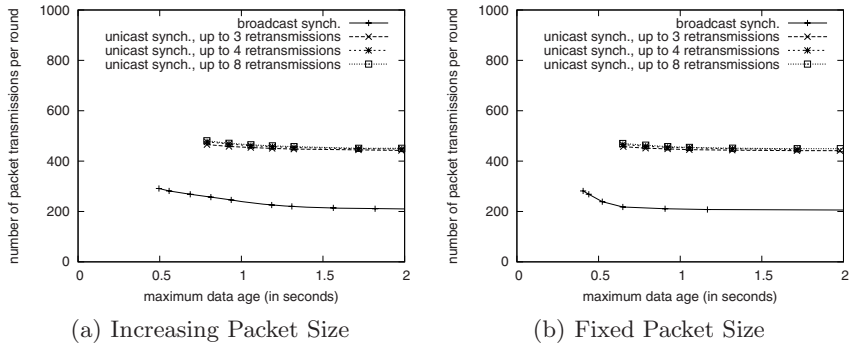 number of packet transmissions per round
1000
800
600
400
200
0
broadcast synch.
unicast synch., up to 3 retransmissions
unicast synch., up to 4 retransmissions
unicast synch., up to 8 retransmissions
0 0.5 1 1.5 2
maximum data age (in seconds)
(a) Increasing Packet Size
number of packet transmissions per round
1000
800
600
400
200
0
broadcast synch.
unicast synch., up to 3 retransmissions
unicast synch., up to 4 retransmissions
unicast synch., up to 8 retransmissions
0 0.5 1 1.5 2
maximum data age (in seconds)
(b) Fixed Packet Size